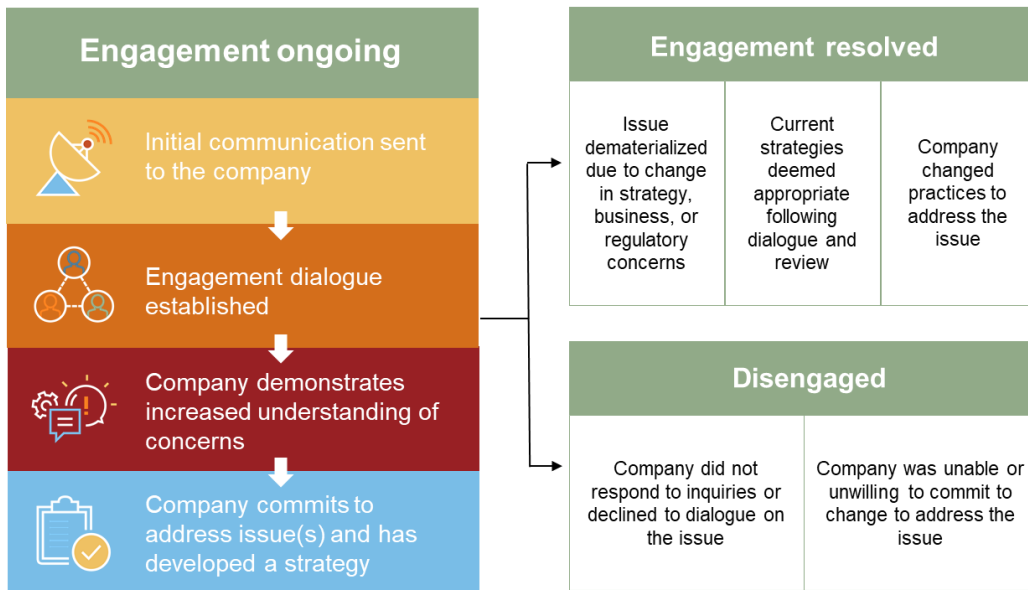 Engagement ongoing
Initial communication sent
to the company
Engagement dialogue
established
Company demonstrates
increased understanding of
concerns
Company commits to
address issue(s) and has
developed a strategy
Engagement resolved
Issue
dematerialized
due to change
in strategy,
business, or
regulatory
concerns
Current
strategies
deemed
appropriate
following
dialogue and
review
Company
changed
practices to
address the
issue
Disengaged
Company did not
respond to inquiries or
declined to dialogue on
the issue
Company was unable or
unwilling to commit to
change to address the
issue